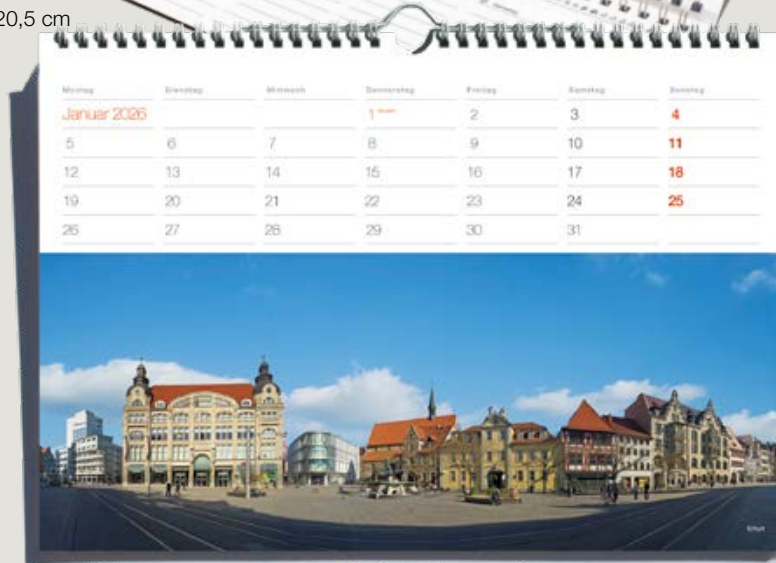 20,5 cm
Montag Dienstag Mittwoch Donnerstag Freitag Samstag Sonntag
Januar 2026 1 2 3 4
5 6 7 8 9 10 11
12 13 14 15 16 17 18
19 20 21 22 23 24 25
26 27 28 29 30 31
Erfurt